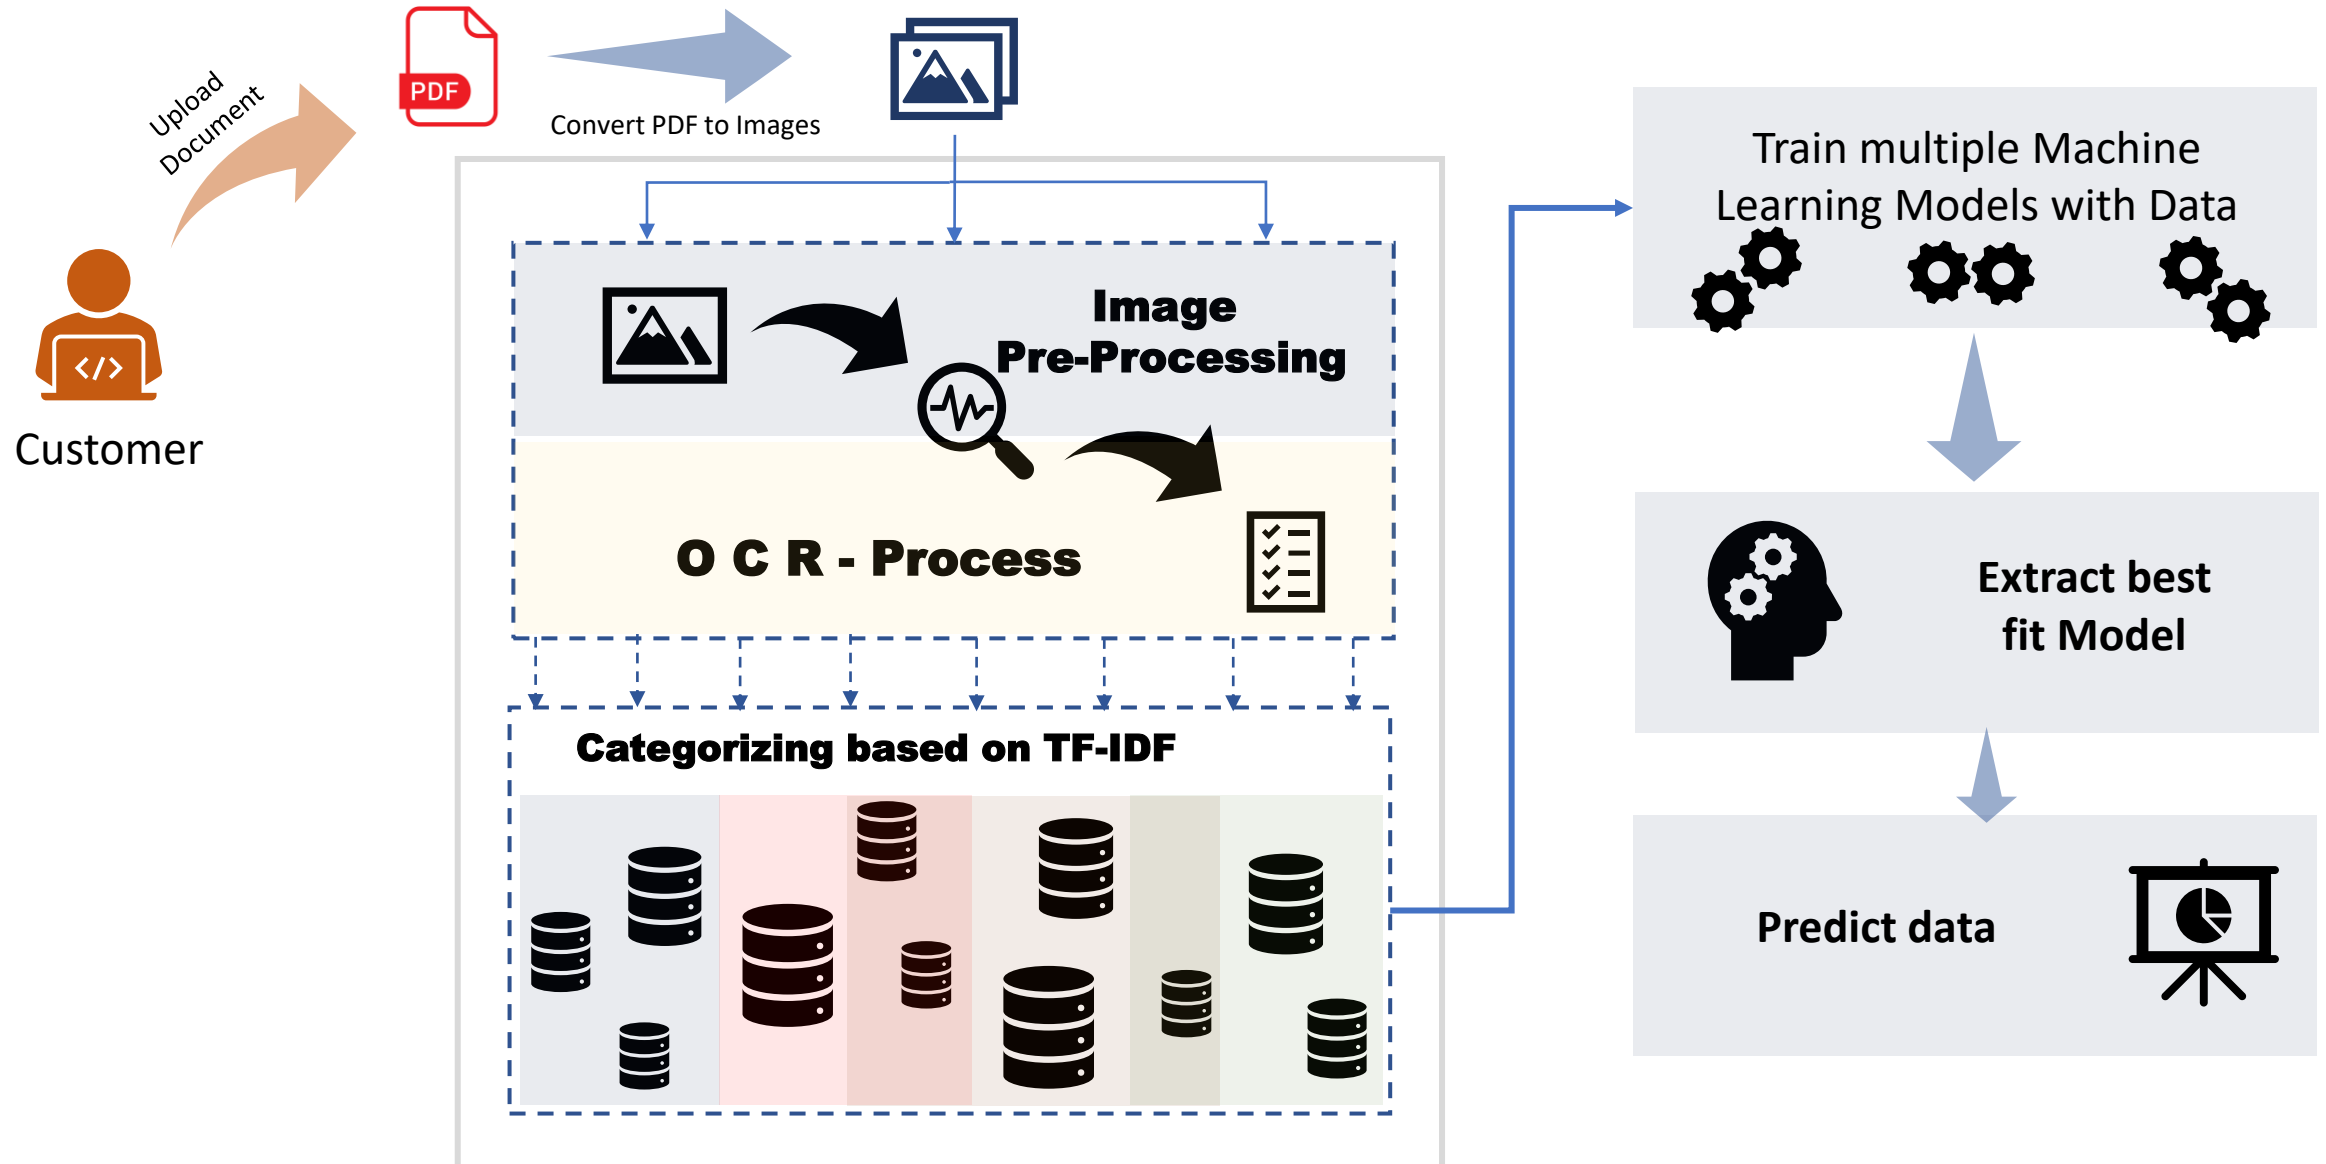 Upload
Document
PDF
Convert PDF to Images
Customer
</>
Image
Pre-Processing
O C R - Process
Categorizing based on TF-IDF
Train multiple Machine
Learning Models with Data
Extract best
fit Model
Predict data